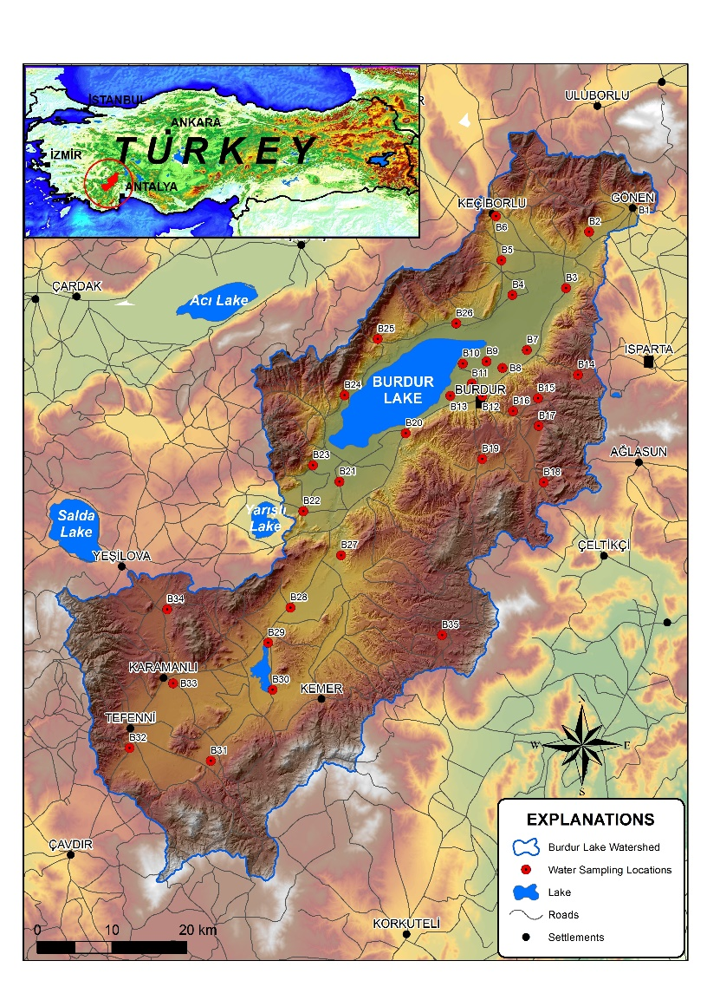 İSTANBUL
ANKARA
TÜRKEY
İZMİR
ANTALYA
R
ULUBORLU
KEÇİBORLU
GÖNEN
B1
B2
B6
B5
B3
B4
ÇARDAK
Acı Lake
B26
B25
B7
B10
B9
B8
ISPARTA
B14
B11
BURDUR
LAKE
B24
BURDUR
B13
B12
B16
B15
B17
B20
B19
AĞLASUN
B23
B21
B18
B22
Salda
Lake
Yarışlı
Lake
YEŞİLOVA
B27
ÇELTİKÇİ
B34
B28
B29
B35
KARAMANLI
B33
B30
KEMER
TEFENNİ
B32
B31
N
W
E
S
EXPLANATIONS
Burdur Lake Watershed
Water Sampling Locations
Lake
Roads
Settlements
ÇAVDIR
KORKUTELİ
0 10 20 km